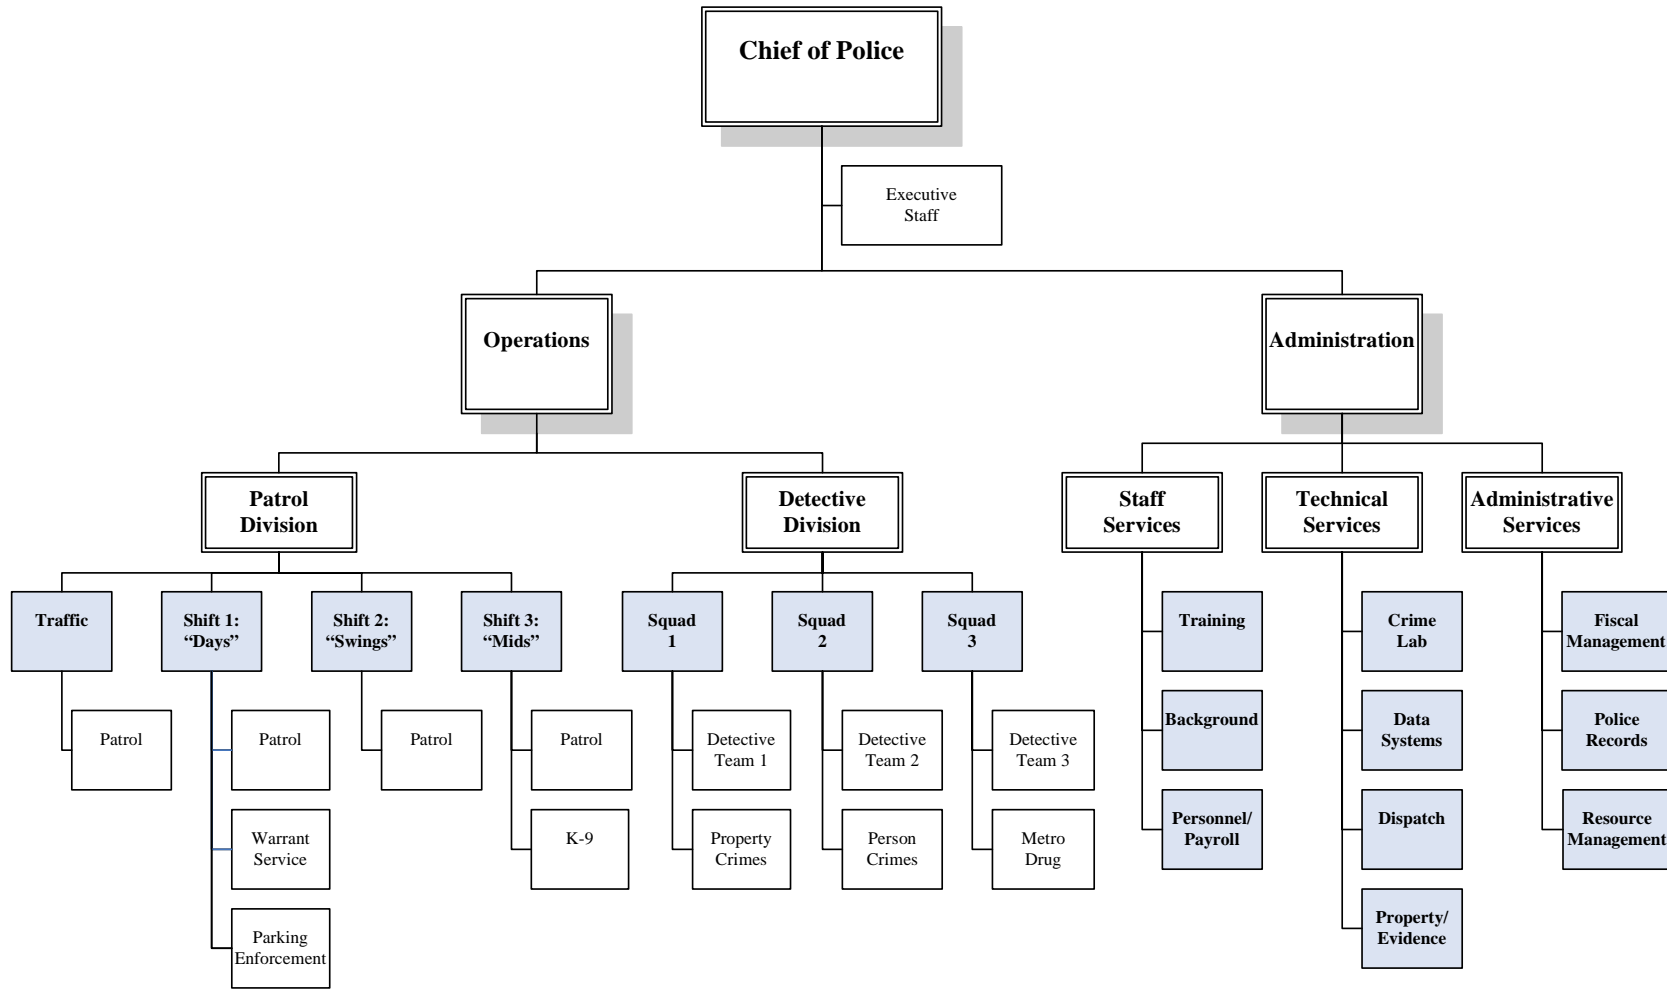 Chief of Police
Executive
Staff
Operations
Administration
Patrol
Division
Detective
Division
Staff
Services
Technical
Services
Administrative
Services
Traffic
Shift 1:
“Days”
Shift 2:
“Swings”
Shift 3:
“Mids”
Squad
1
Squad
2
Squad
3
Training
Crime
Lab
Fiscal
Management
Patrol
Patrol
Patrol
Patrol
Detective
Team 1
Detective
Team 2
Detective
Team 3
Background
Data
Systems
Police
Records
Warrant
Service
K-9
Property
Crimes
Person
Crimes
Metro
Drug
Personnel/
Payroll
Dispatch
Resource
Management
Parking
Enforcement
Property/
Evidence